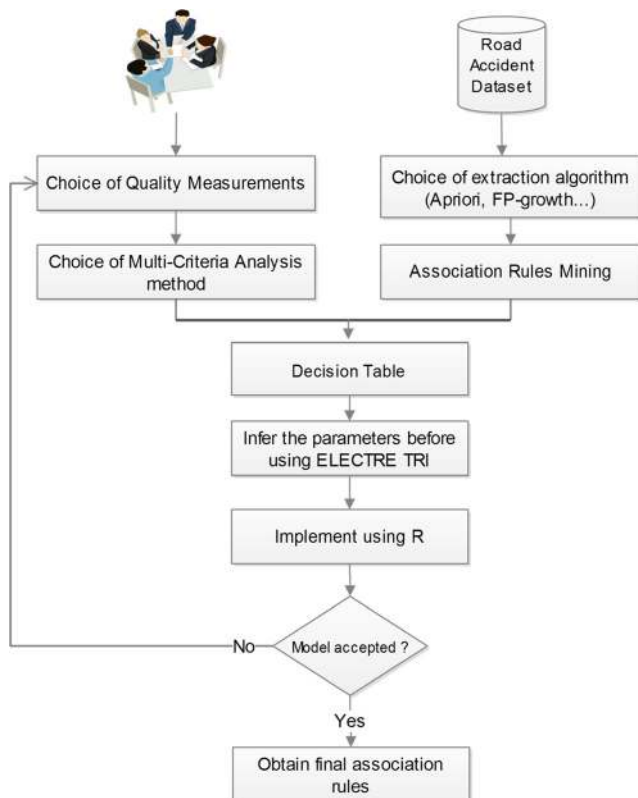 Road
Accident
Dataset
Choice of Quality Measurements
Choice of extraction algorithm
(Apriori, FP-growth...)
Choice of Multi-Criteria Analysis
method
Association Rules Mining
Decision Table
Infer the parameters before
using ELECTRE TRI
Implement using R
No
Model accepted ?
Yes
Obtain final association
rules